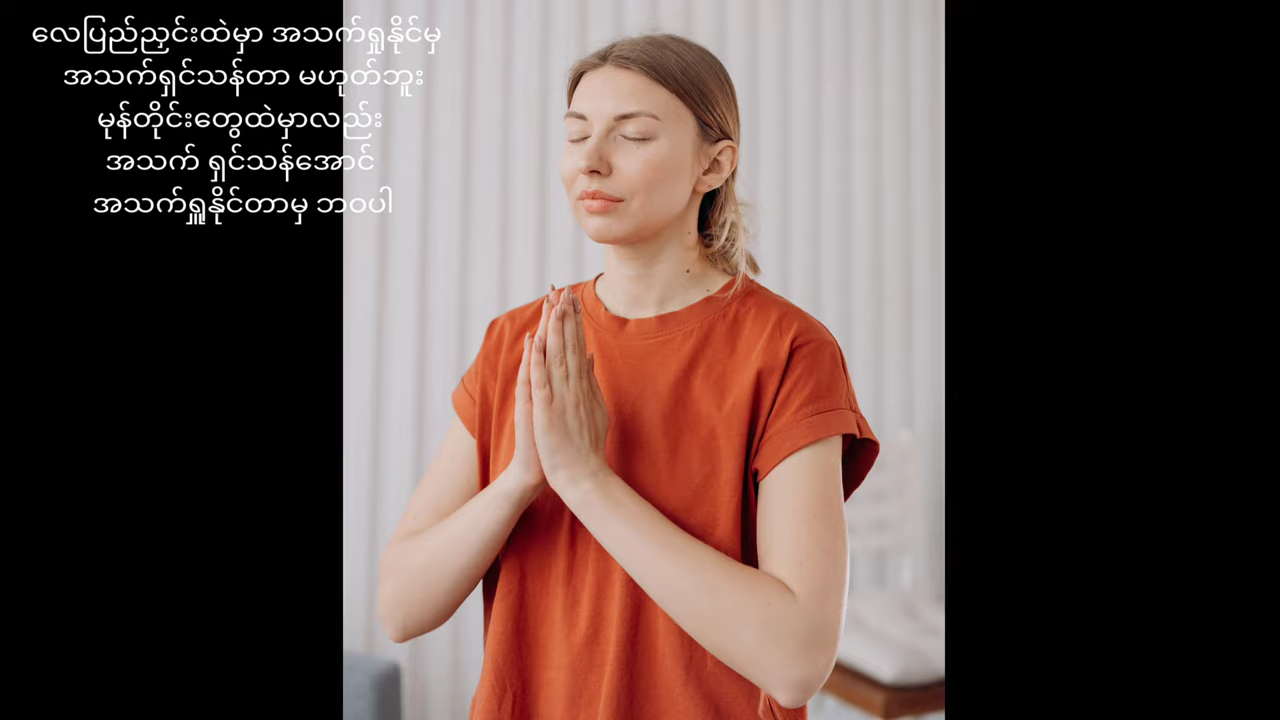 လေပြည်ညှင်းထဲမှာ အသက်ရှူနိုင်မှ
အသက်ရှင်သန်တာ မဟုတ်ဘူး
မုန်တိုင်းတွေထဲမှာလည်း
အသက် ရှင်သန်အောင်
အသက်ရှူူနိုင်တာမှ ဘဝပါ